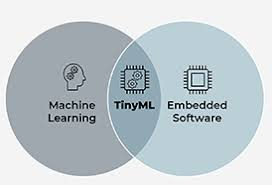 Machine
Learning
TinyML
Embedded
Software